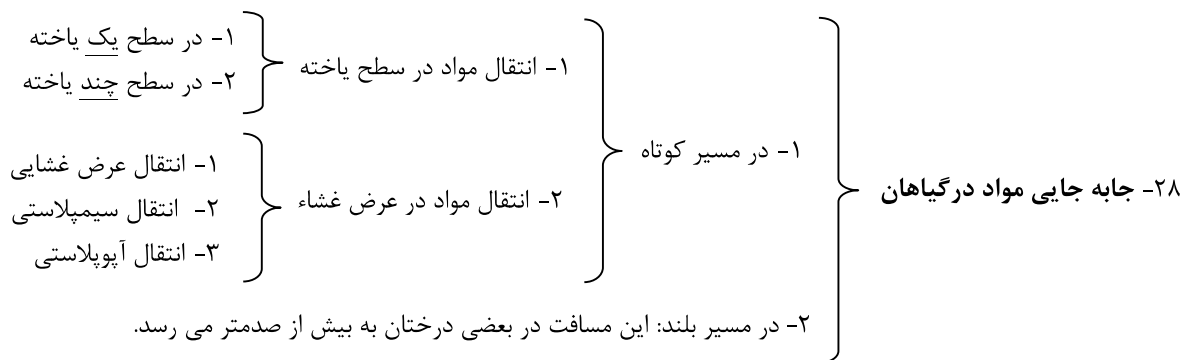 ۲۸- جابه جایی مواد درگیاهان
۱- در مسیر کوتاه
۱- انتقال مواد در سطح یاخته
۱- در سطح یک یاخته
۲- در سطح چند یاخته
۲- انتقال مواد در عرض غشاء
۱- انتقال عرض غشایی
۲- انتقال سیمپلاستی
۳- انتقال آپوپلاستی
۲- در مسیر بلند: این مسافت در بعضی درختان به بیش از صدمتر می رسد.